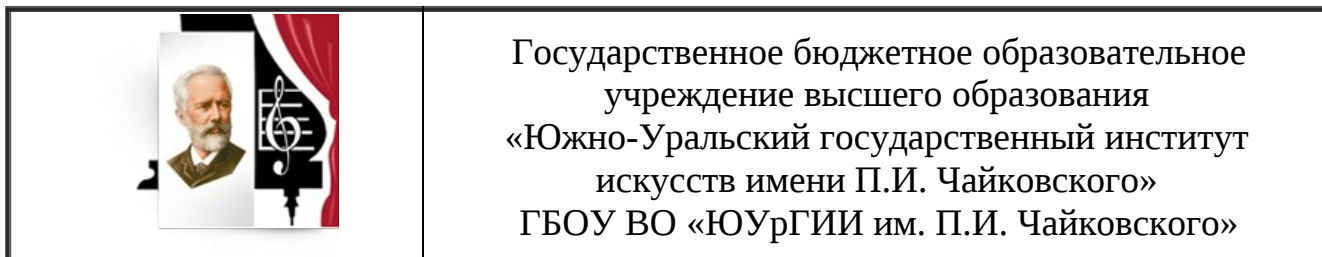 Государственное бюджетное образовательное
учреждение высшего образования
«Южно-Уральский государственный институт
искусств имени П.И. Чайковского»
ГБОУ ВО «ЮУрГИИ им. П.И. Чайковского»